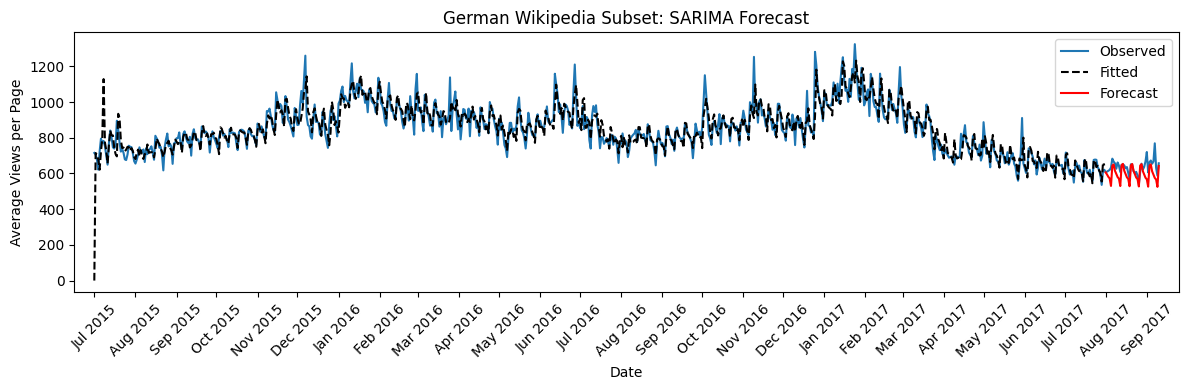 German Wikipedia Subset: SARIMA Forecast
Average Views per Page
1200
1000
800
600
400
200
0
Observed
Fitted
Forecast
Jul 2015
Aug 2015
Sep 2015
Oct 2015
Nov 2015
Dec 2015
Jan 2016
Feb 2016
Mar 2016
Apr 2016
May 2016
Jun 2016
Jul 2016
Aug 2016
Sep 2016
Oct 2016
Nov 2016
Dec 2016
Jan 2017
Feb 2017
Mar 2017
Apr 2017
May 2017
Jun 2017
Jul 2017
Aug 2017
Sep 2017
Date